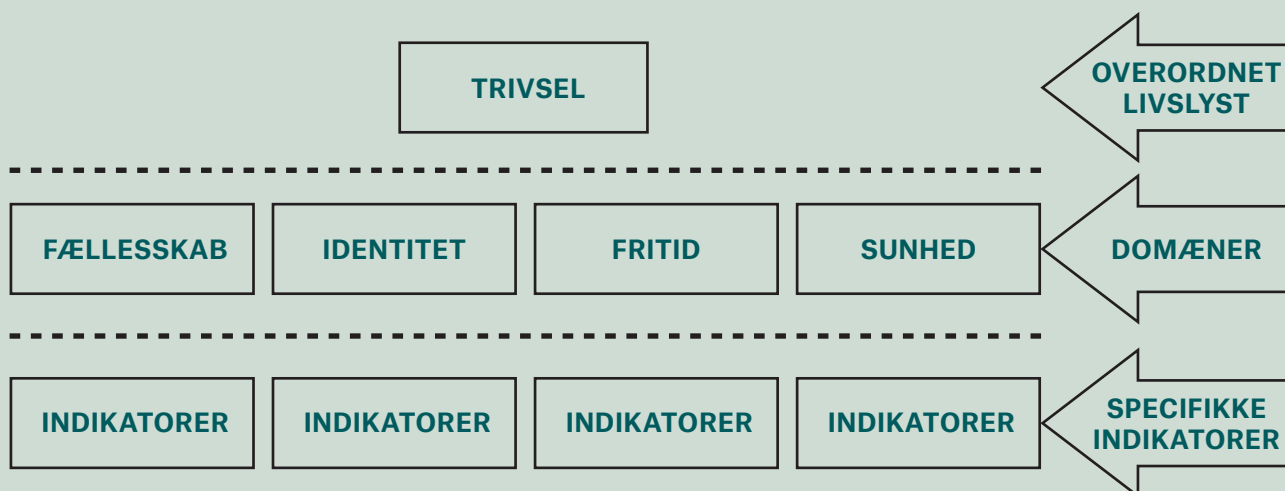 TRIVSEL
OVERORDNET
LIVSLYST
FÆLLESSKAB
IDENTITET
FRITID
SUNHED
DOMÆNER
INDIKATORER
INDIKATORER
INDIKATORER
INDIKATORER
SPECIFIKKE
INDIKATORER